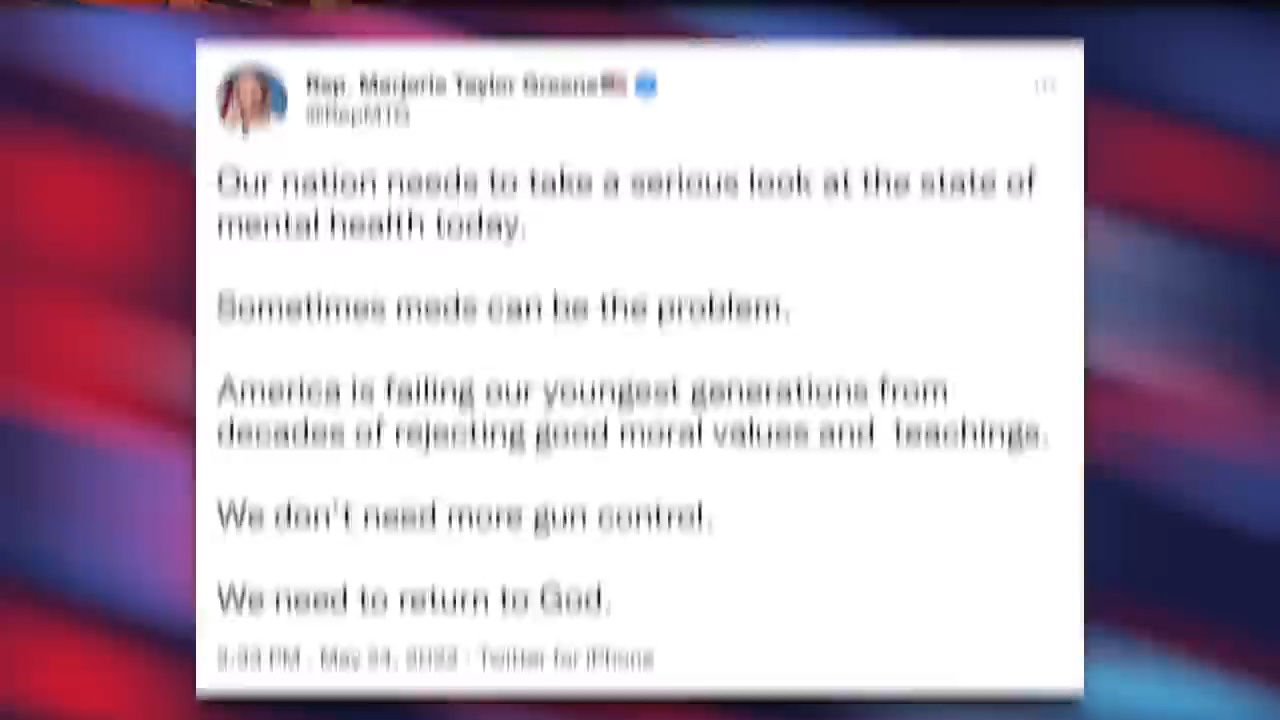 Rep. Marjorie Taylor Greene
@RepMTG
Our nation needs to take a serious look at the state of
mental health today.
Sometimes meds can be the problem.
America is failing our youngest generations from
decades of rejecting good moral values and teachings.
We don't need more gun control.
We need to return to God.
PM · May 24, 2022 · Twitter for iPhone